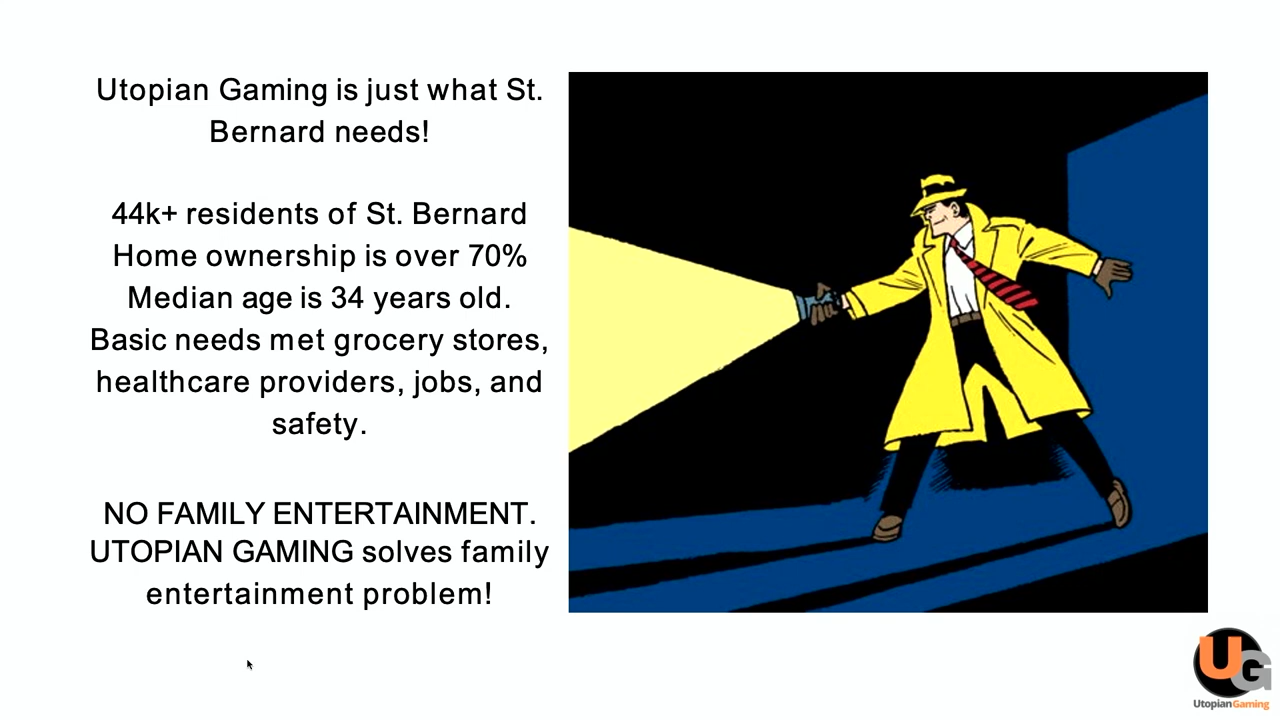 Utopian Gaming is just what St.
Bernard needs!
44k+ residents of St. Bernard
Home ownership is over 70%
Median age is 34 years old.
Basic needs met grocery stores,
healthcare providers, jobs, and
safety.
NO FAMILY ENTERTAINMENT.
UTOPIAN GAMING solves family
entertainment problem!
UG
UtopianGaming